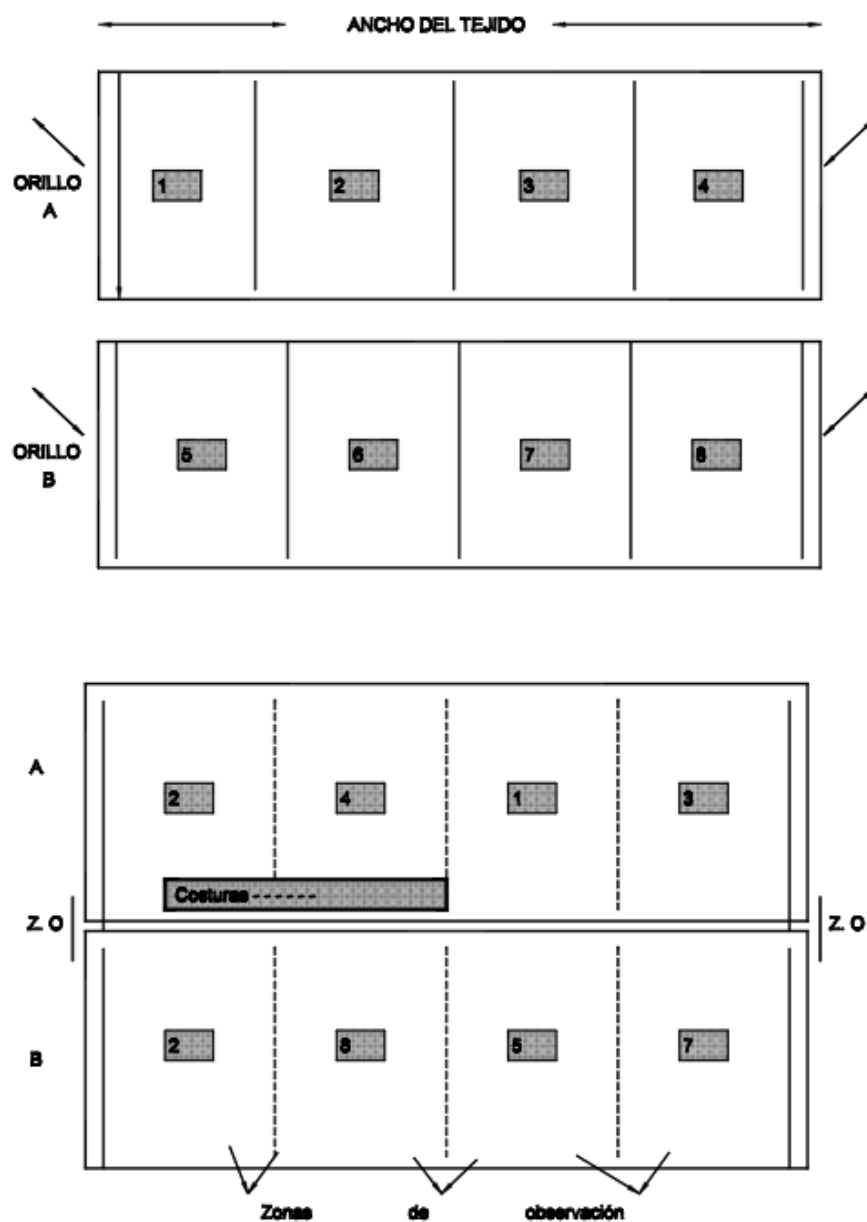 ANCHO DEL TEJIDO
ORILLO
A
1
2
3
4
ORILLO
B
5
6
7
8
A
2
4
1
3
Costuras -------
Z. O
Z. O
B
2
8
5
7
Zonas de observación